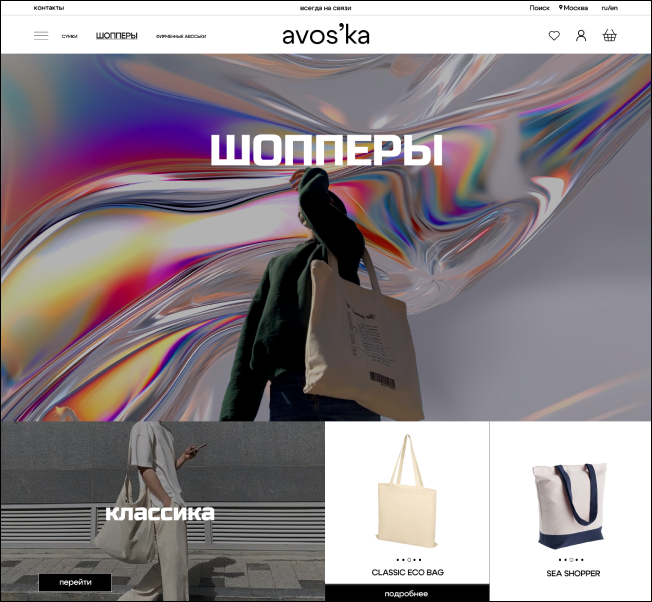 контакты всегда на связи Поиск Москва ru/en
СУМКИ ШОППЕРЫ ФИРМЕННЫЕ АВОСЬКИ avos'ka
ШОППЕРЫ
классика
перейти
CLASSIC ECO BAG
подробнее
SEA SHOPPER